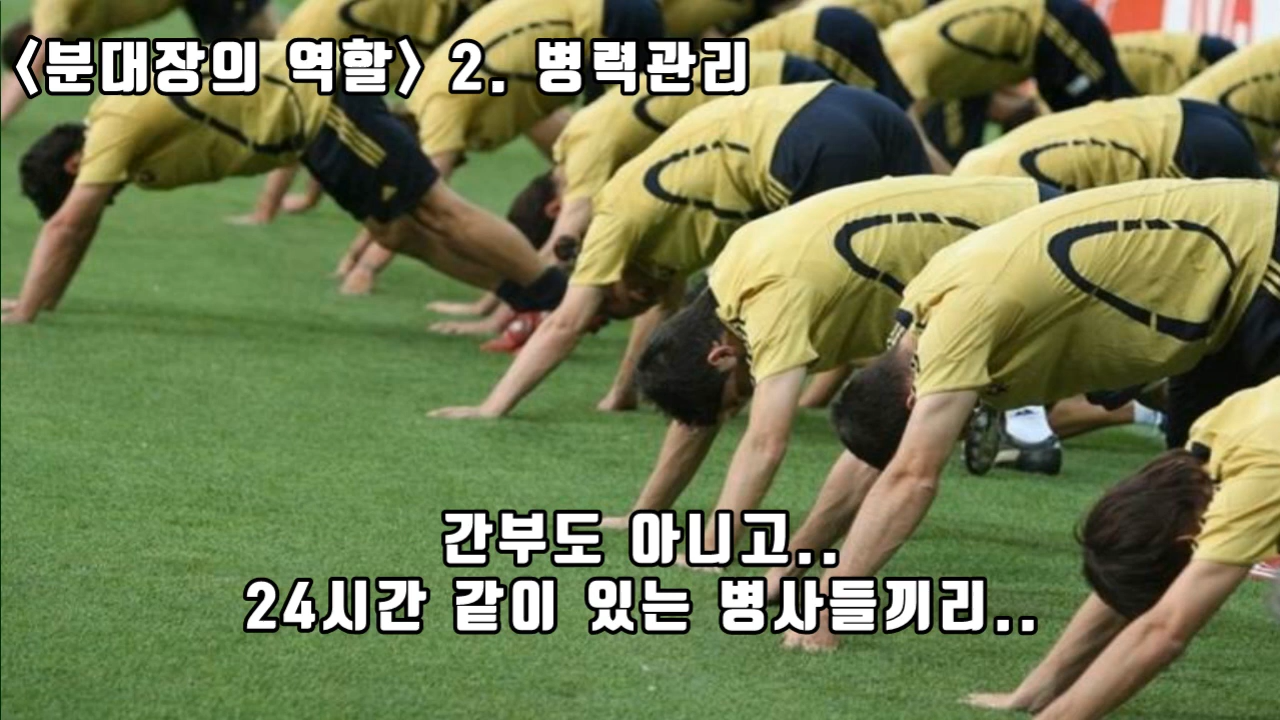 <분대장의 역할> 2. 병력관리
간부도 아니고..
24시간 같이 있는 병사들끼리..